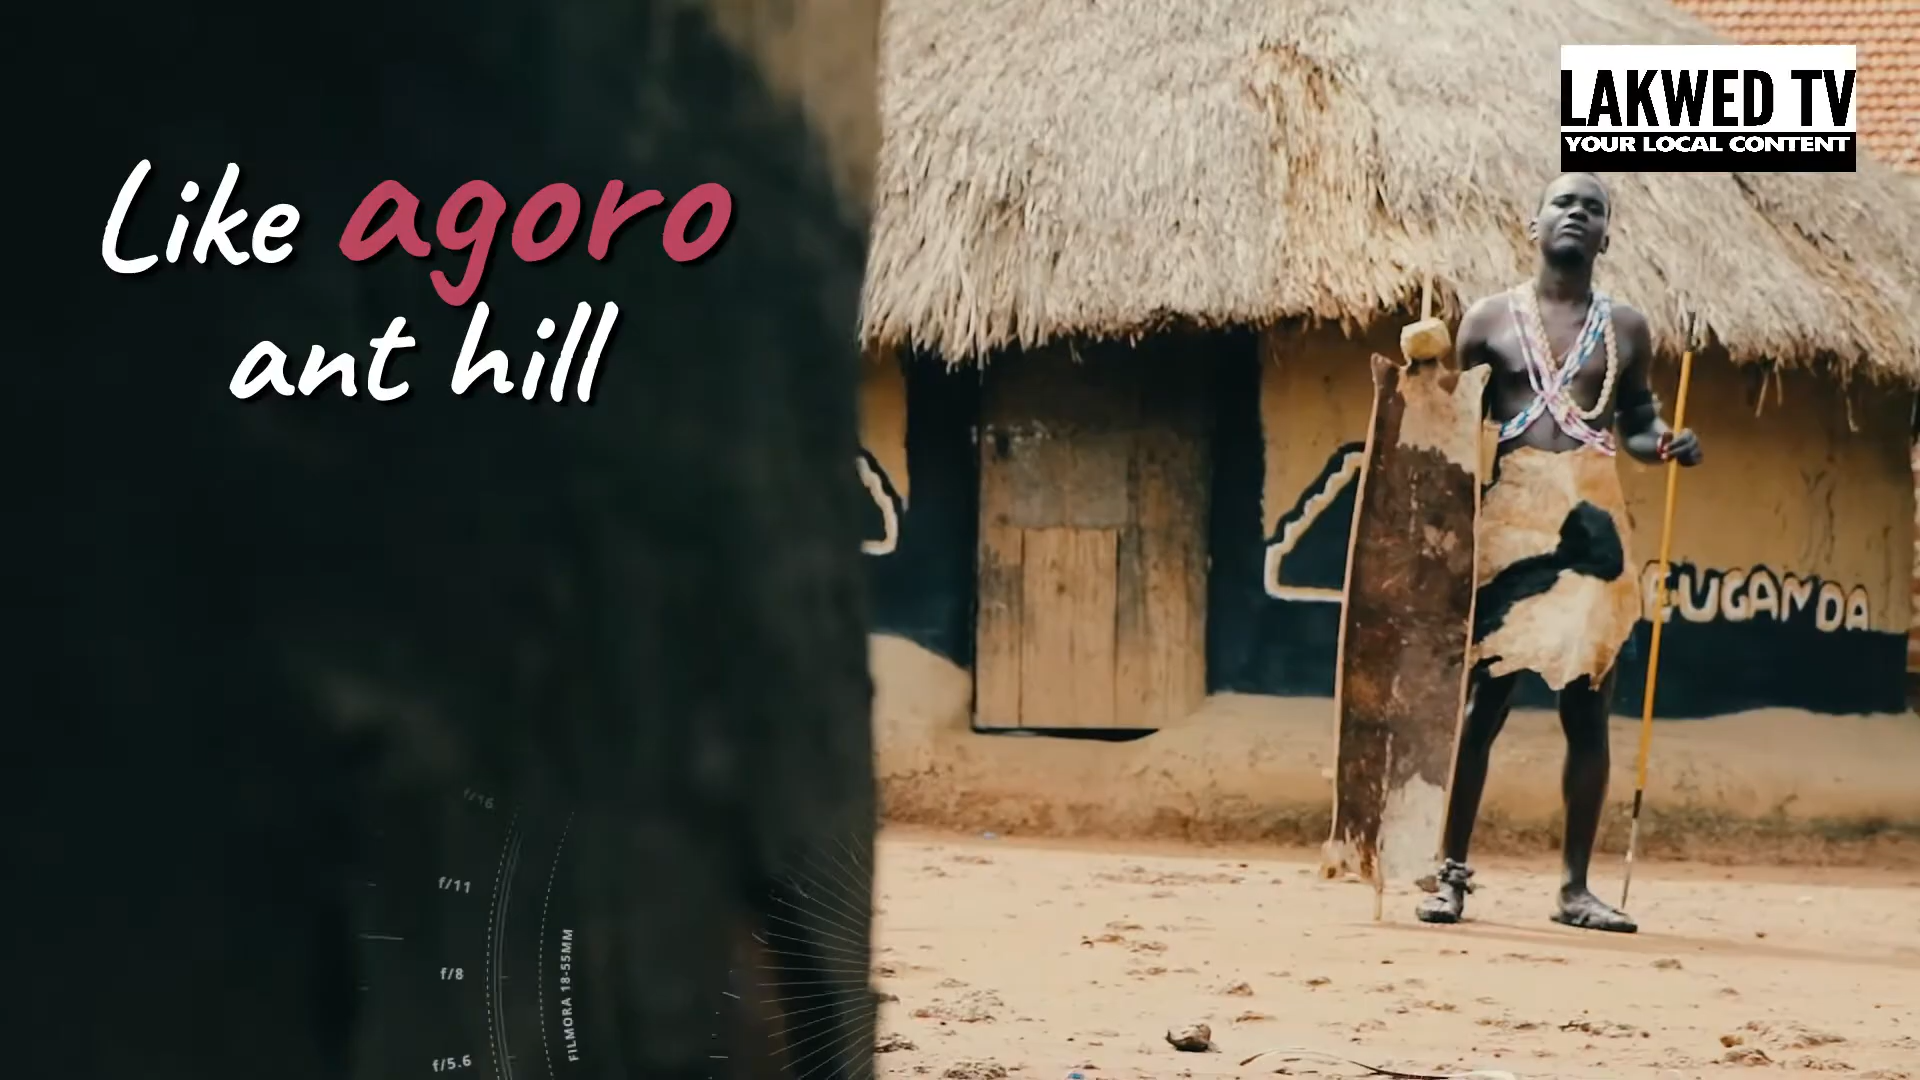 Like agoro
ant hill
LAKWED TV
YOUR LOCAL CONTENT
UGANDA
f/16
f/11
f/8
f/5.6
FILMORA 18-55MM